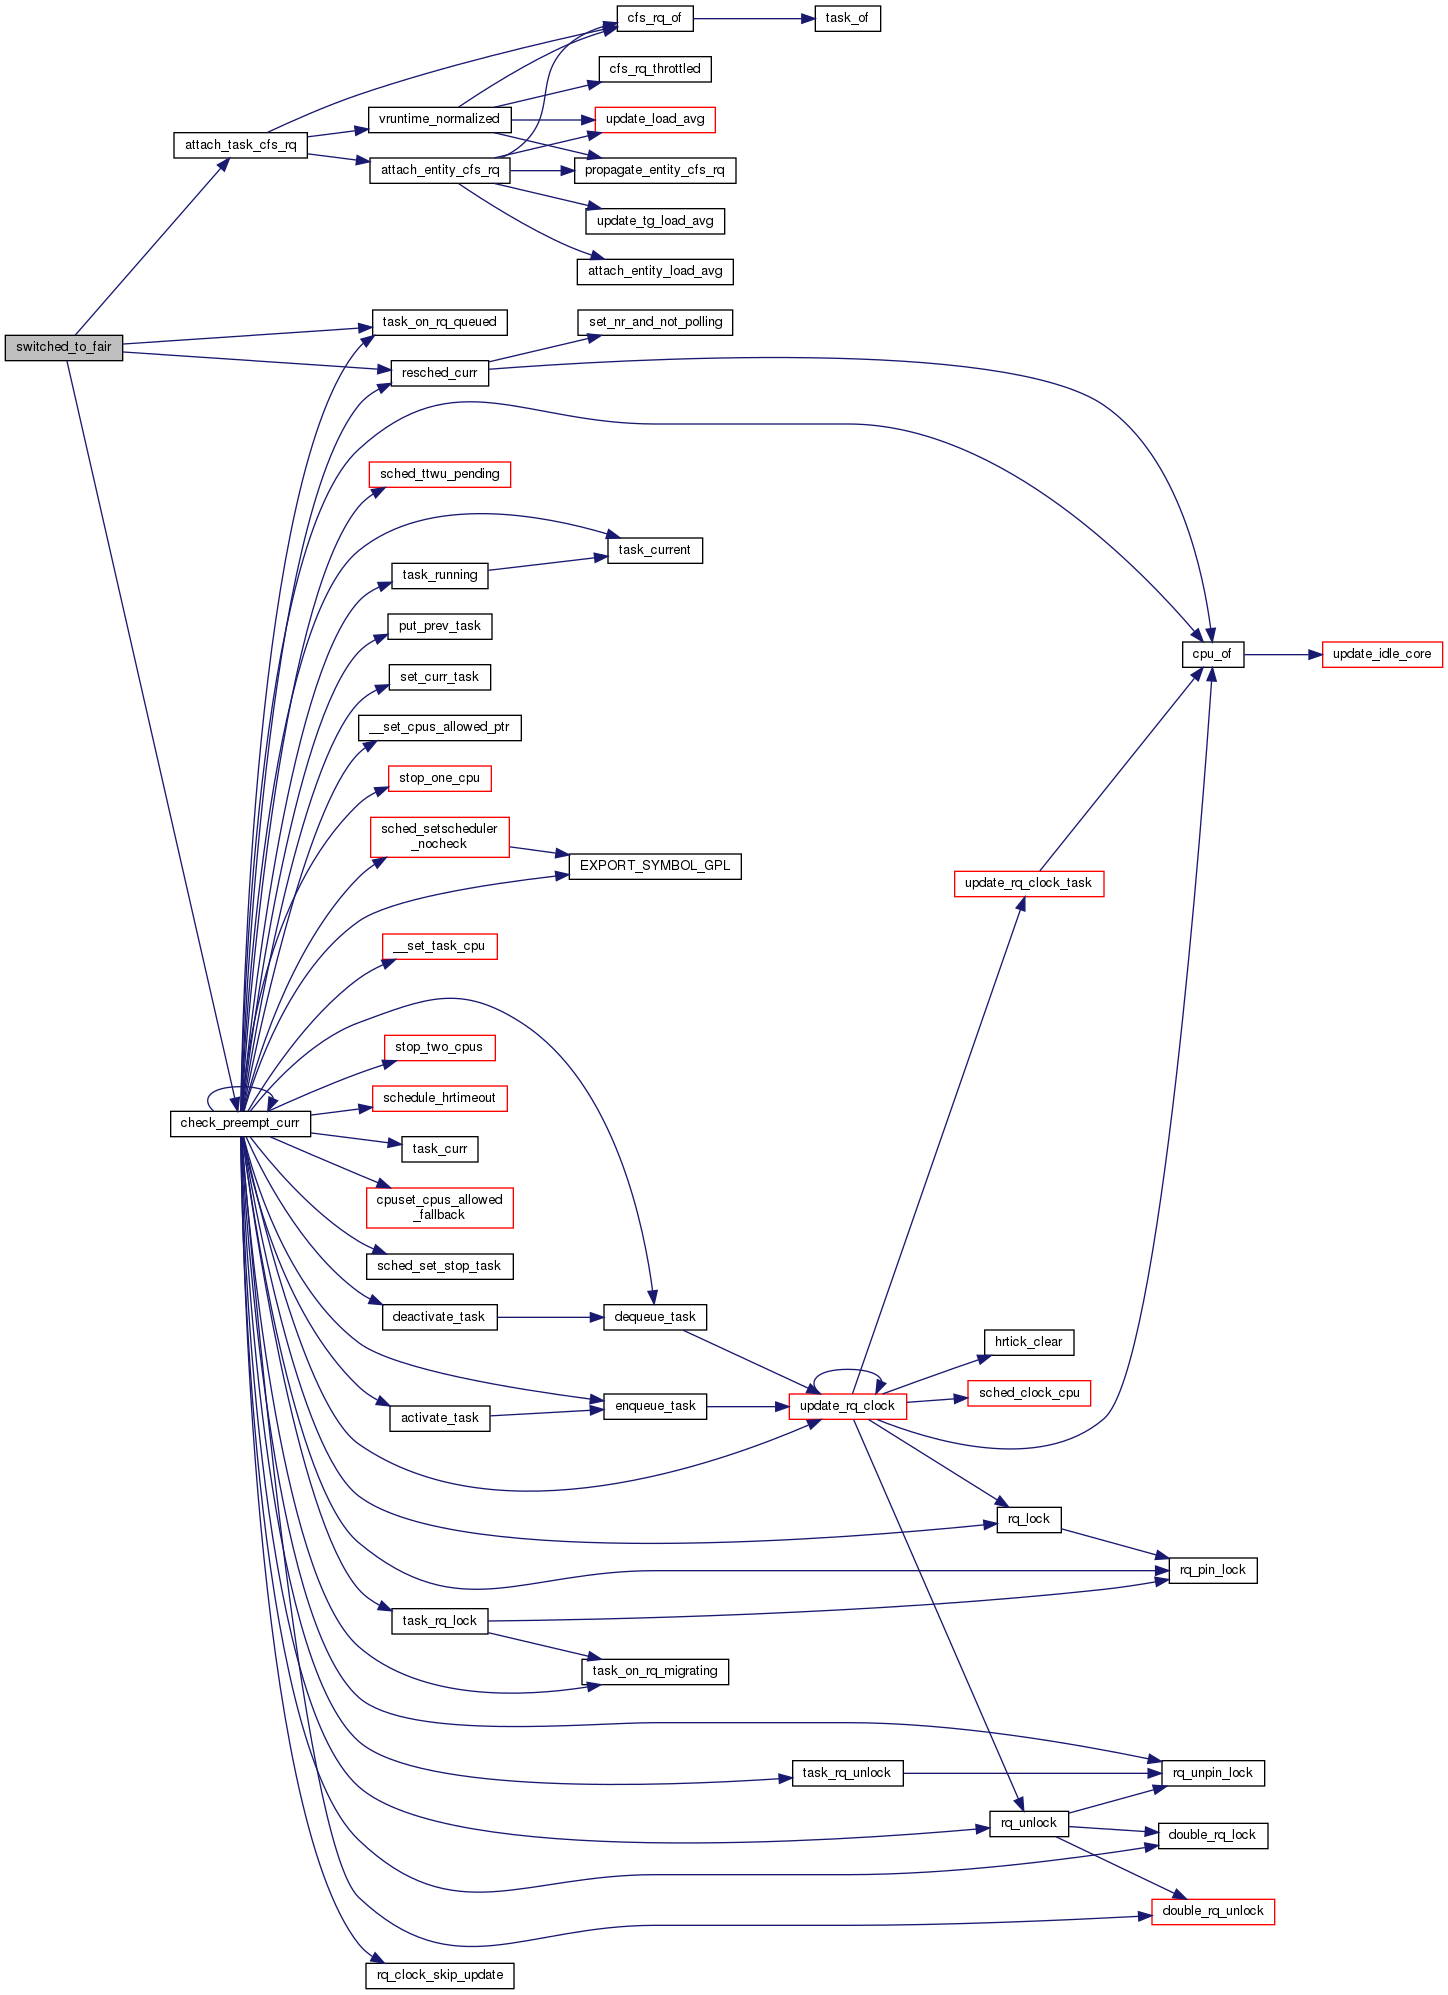 cfs_rq_of
task_of
cfs_rq_throttled
vruntime_normalized
update_load_avg
attach_task_cfs_rq
attach_entity_cfs_rq
propagate_entity_cfs_rq
update_tg_load_avg
attach_entity_load_avg
task_on_rq_queued
set_nr_and_not_polling
switched_to_fair
resched_curr
sched_ttwu_pending
task_current
task_running
put_prev_task
cpu_of
update_idle_core
set_curr_task
__set_cpus_allowed_ptr
stop_one_cpu
sched_setscheduler
_nocheck
EXPORT_SYMBOL_GPL
update_rq_clock_task
__set_task_cpu
stop_two_cpus
schedule_hrtimeout
check_preempt_curr
task_curr
cpuset_cpus_allowed
_fallback
sched_set_stop_task
deactivate_task
dequeue_task
hrtick_clear
sched_clock_cpu
enqueue_task
update_rq_clock
activate_task
rq_lock
rq_pin_lock
task_rq_lock
task_on_rq_migrating
task_rq_unlock
rq_unpin_lock
rq_unlock
double_rq_lock
double_rq_unlock
rq_clock_skip_update